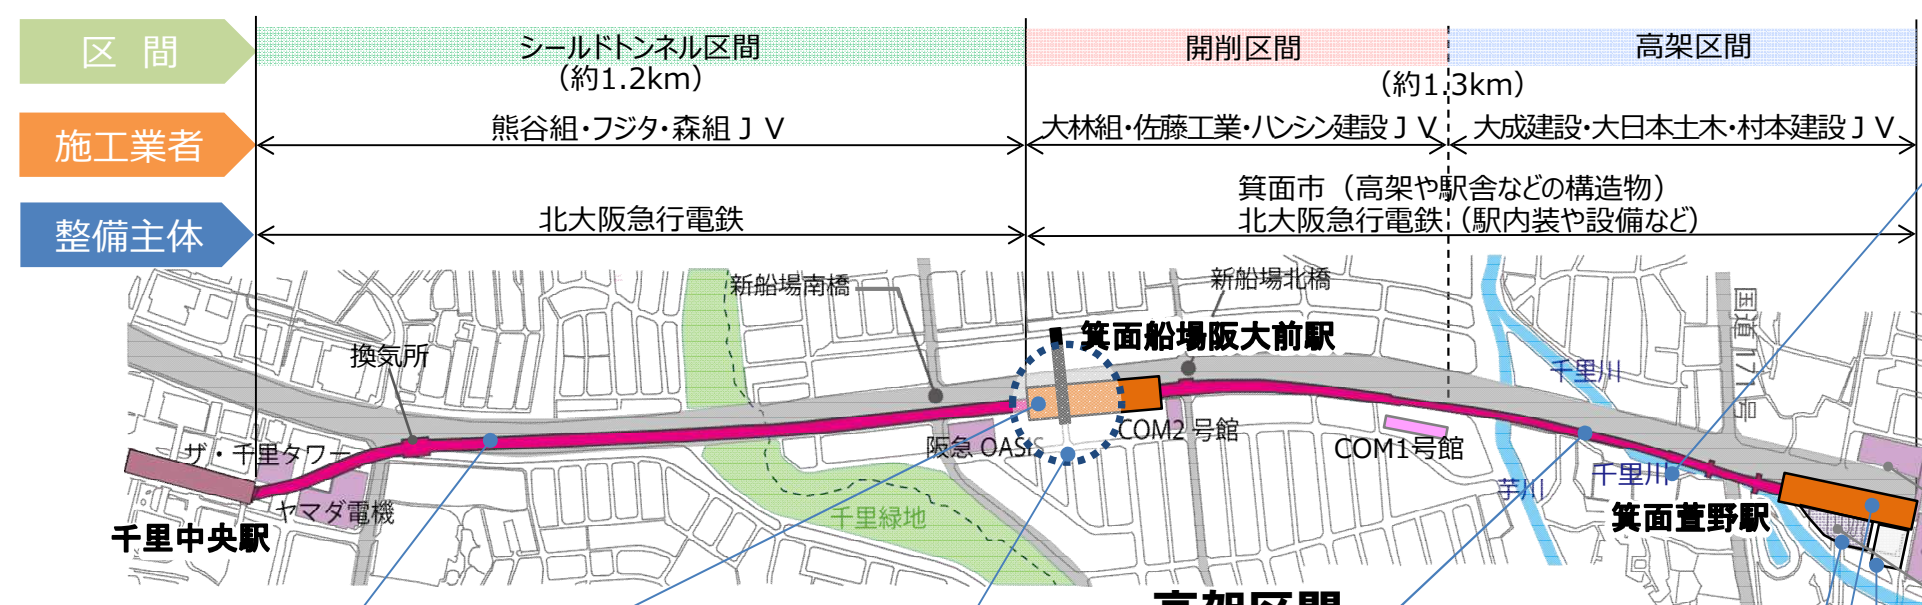 区 間
シールドトンネル区間
(約1.2km)
開削区間
高架区間
(約1.3km)
施工業者
熊谷組・フジタ・森組ＪＶ
大林組・佐藤工業・ハンシン建設ＪＶ
大成建設・大日本土木・村本建設ＪＶ
整備主体
北大阪急行電鉄
箕面市（高架や駅舎などの構造物）
北大阪急行電鉄（駅内装や設備など）
新船場南橋
新船場北橋
国道171号
箕面船場阪大前駅
換気所
千里川
ザ・千里タワー
阪急 OASIS
COM2 号館
COM1号館
千里川
芋川
ヤマダ電機
千里緑地
箕面萱野駅
千里中央駅
高架区間